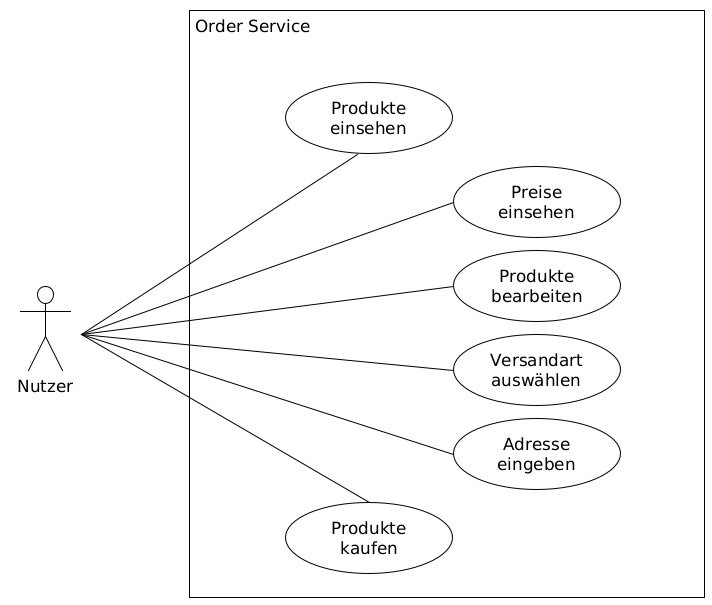 Order Service
Produkte
einsehen
Preise
einsehen
Produkte
bearbeiten
Versandart
auswählen
Nutzer
Adresse
eingeben
Produkte
kaufen